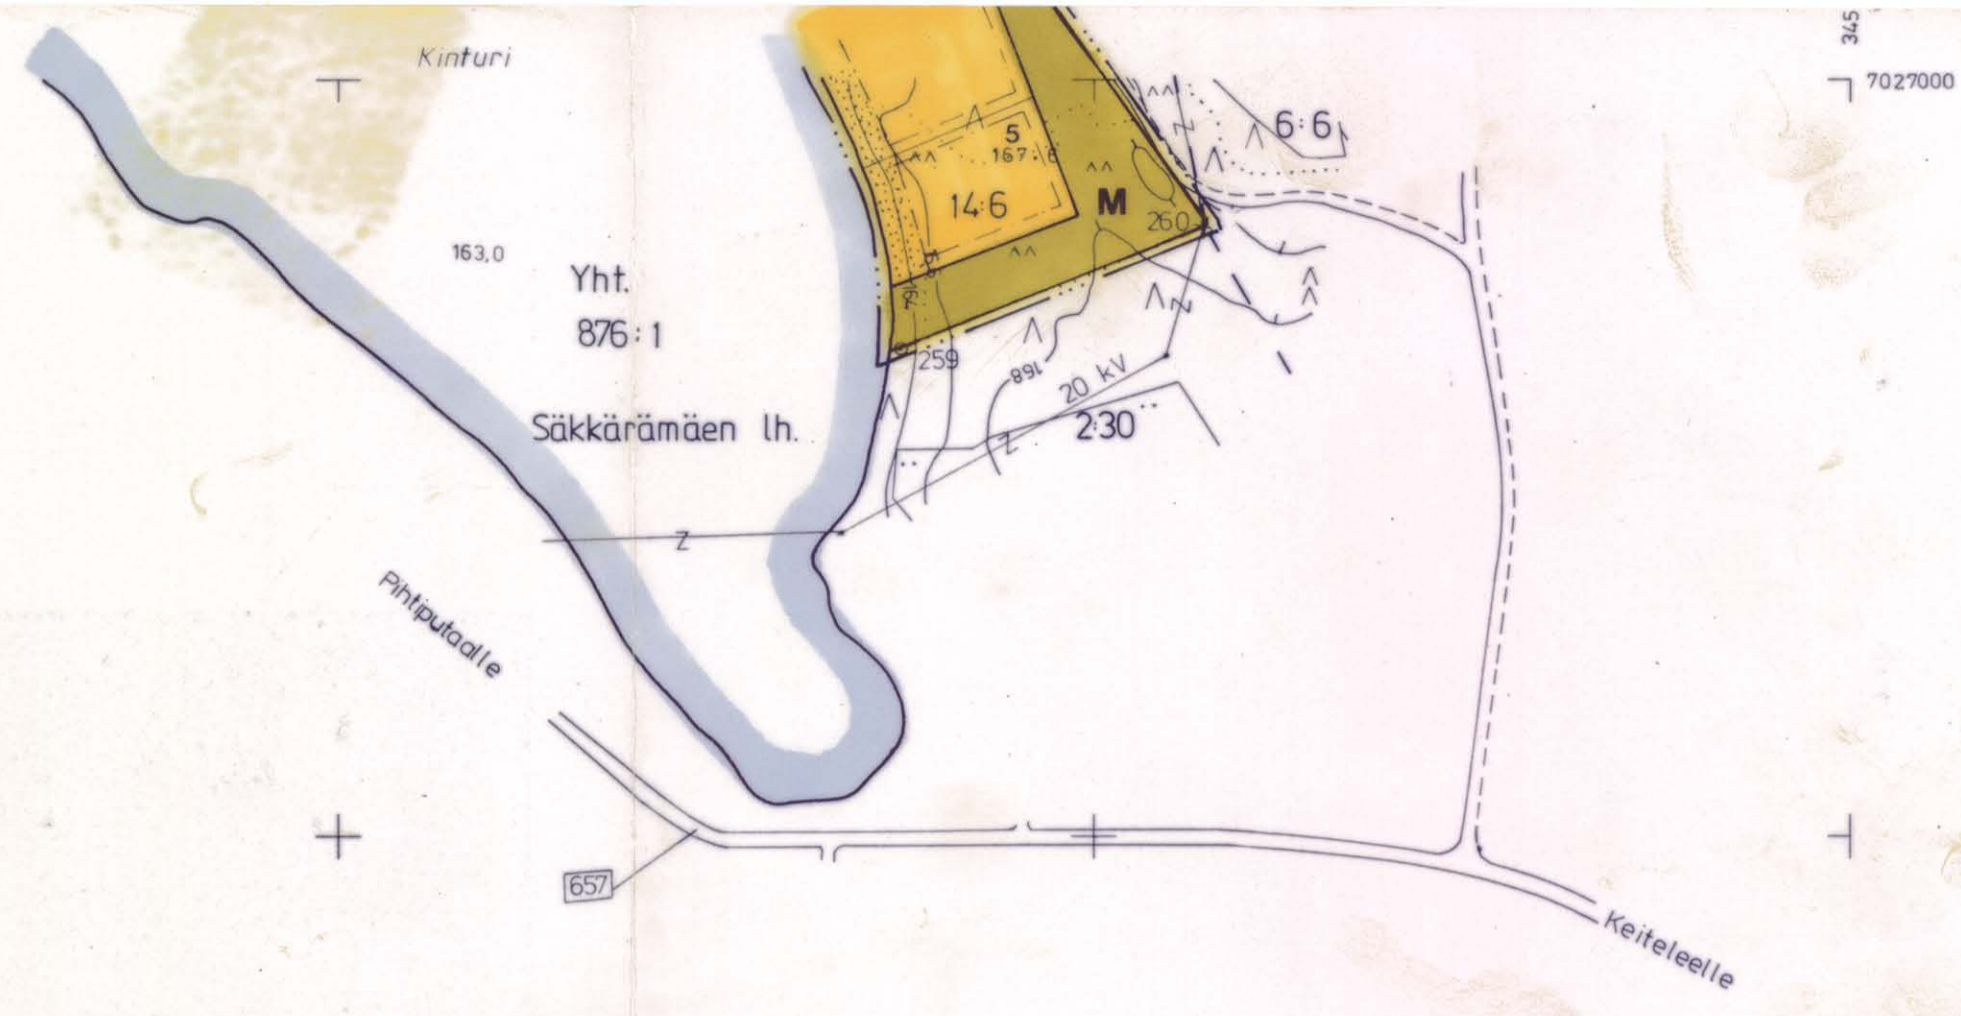 Kinturi
345
7027000
6:6
5
167.6
14:6
M
260
163,0
Yht.
876:1
259
168
20 kV
Säkkärämäen lh.
2:30
Z
Z
Z
Z
Pihtiputaalle
657
Keiteleelle